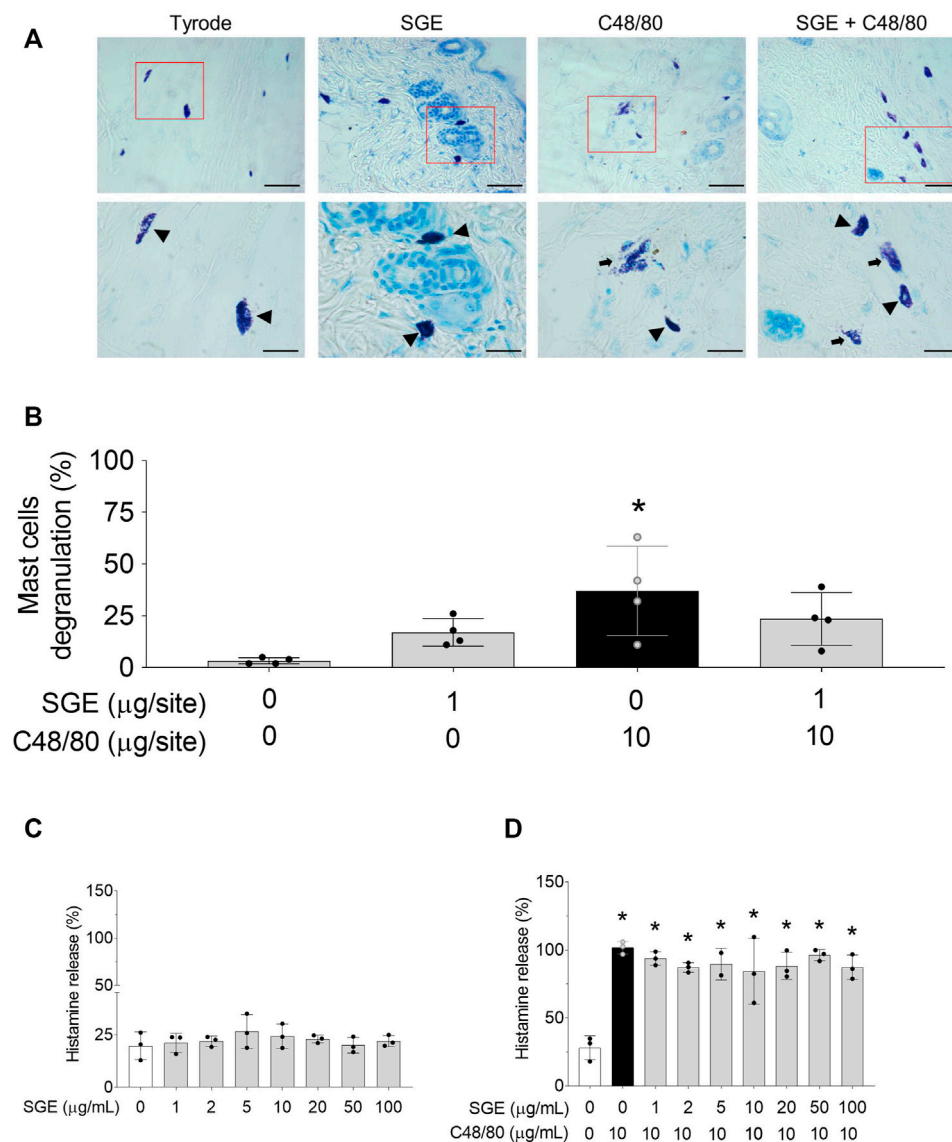 A
Tyrode SGE C48/80 SGE + C48/80
B
Mast cells
degranulation (%)
100
75
50
25
0
*
SGE (μg/site) 0 1 0 1
C48/80 (μg/site) 0 0 10 10
C
Histamine release (%)
150
100
50
25
0
SGE (μg/mL) 0 1 2 5 10 20 50 100
D
Histamine release (%)
150
100
50
0
* * * * * * * *
SGE (μg/mL) 0 0 1 2 5 10 20 50 100
C48/80 (μg/mL) 0 10 10 10 10 10 10 10 10